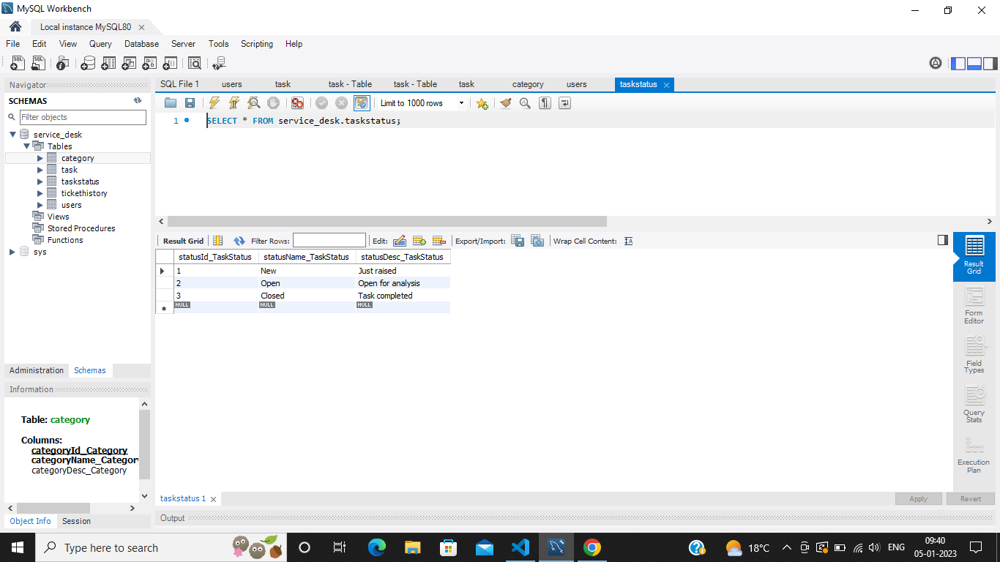 MySQL Workbench
Local instance MySQL80
File Edit View Query Database Server Tools Scripting Help
Navigator
SCHEMAS
Filter objects
service_desk
Tables
category
task
taskstatus
tickethistory
users
Views
Stored Procedures
Functions
sys
Administration Schemas
Information
Table: category
Columns:
categoryId_Category
categoryName_Category
categoryDesc_Category
Object Info Session
SQL File 1 users task task - Table task - Table task category users taskstatus
Limit to 1000 rows
1 SELECT * FROM service_desk.taskstatus;
Result Grid Filter Rows: Edit: Export/Import: Wrap Cell Content:
statusId_TaskStatus statusName_TaskStatus statusDesc_TaskStatus
1 New Just raised
2 Open Open for analysis
3 Closed Task completed
NULL NULL NULL
Result
Grid
Form
Editor
Field
Types
Query
Stats
Execution
Plan
taskstatus 1
Apply Revert
Output
Type here to search
18°C
ENG
09:40
05-01-2023